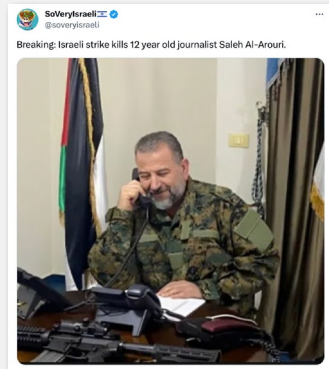 SoVeryIsraeli
@soveryisraeli
Breaking: Israeli strike kills 12 year old journalist Saleh Al-Arouri.